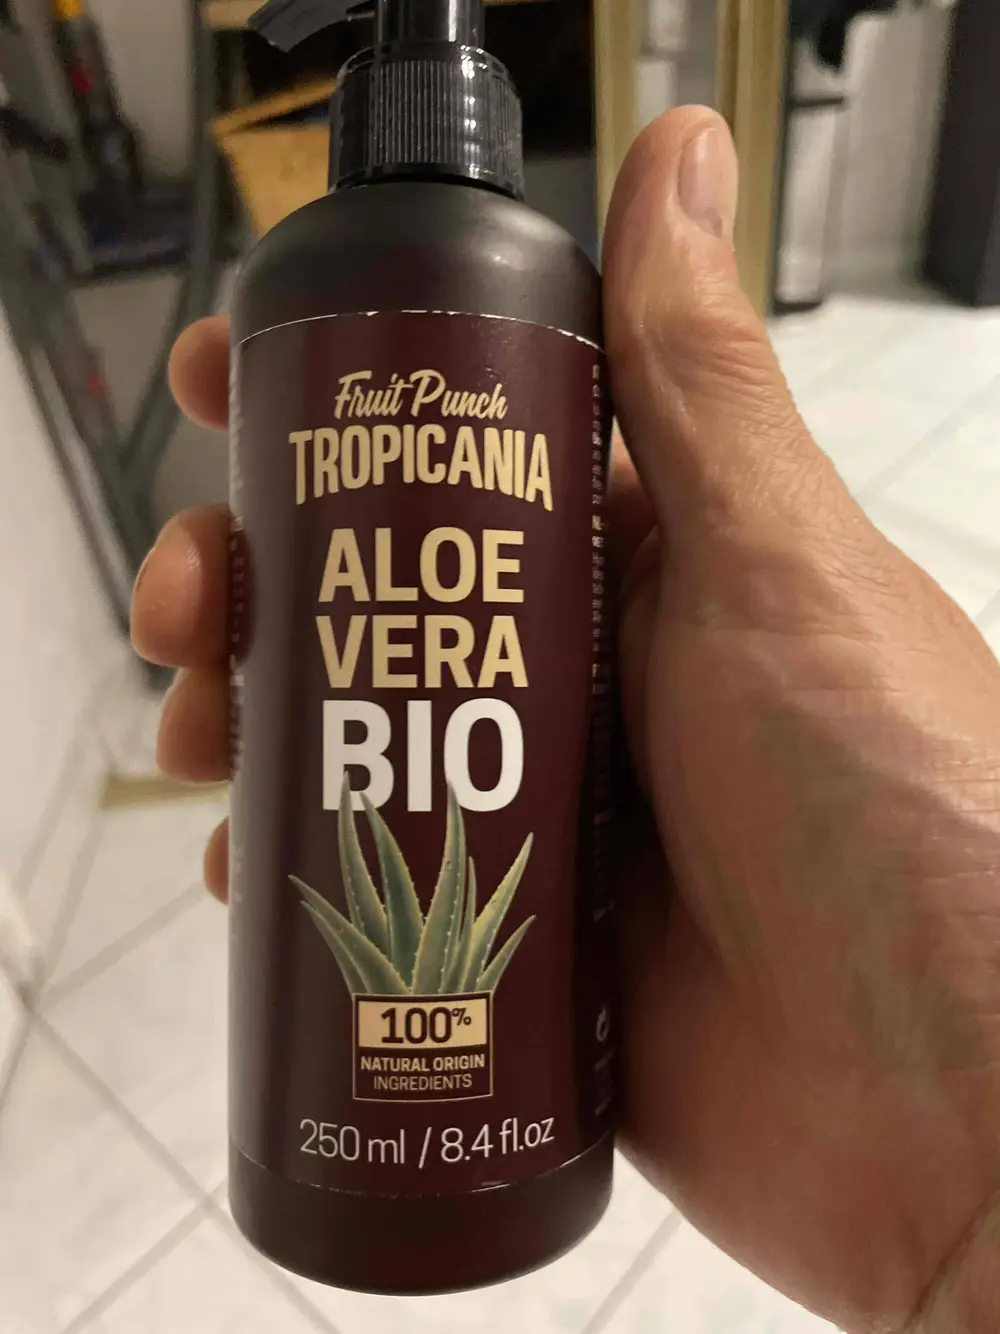 Fruit Punch
TROPICANIA
ALOE
VERA
BIO
100%
NATURAL ORIGIN
INGREDIENTS
250 ml / 8.4 fl.oz